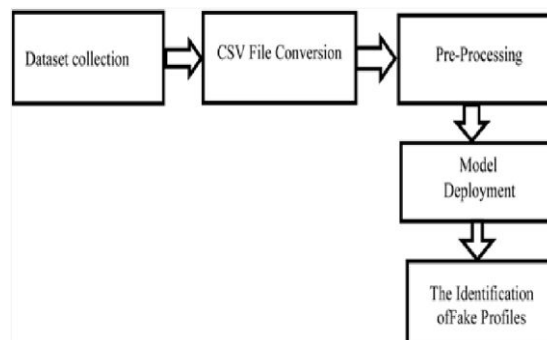 Dataset collection
CSV File Conversion
Pre-Processing
Model
Deployment
The Identification
ofFake Profiles